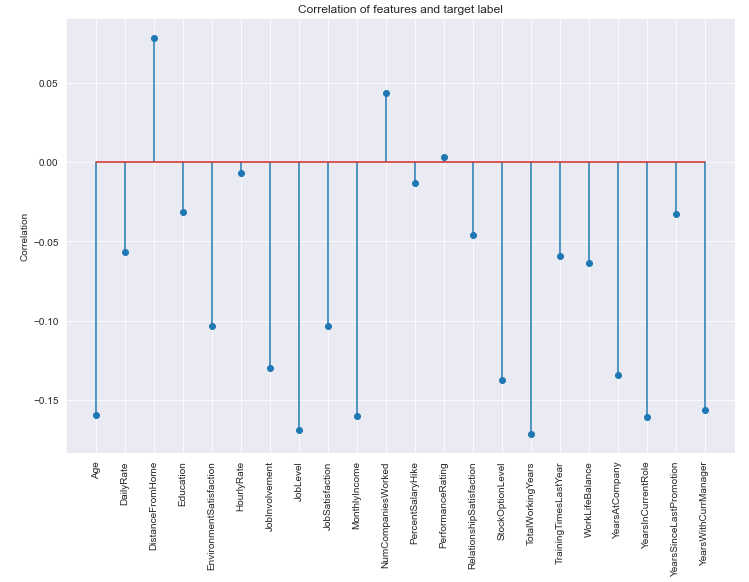 Correlation of features and target label
Correlation
0.05
0.00
−0.05
−0.10
−0.15
Age
DailyRate
DistanceFromHome
Education
EnvironmentSatisfaction
HourlyRate
JobInvolvement
JobLevel
JobSatisfaction
MonthlyIncome
NumCompaniesWorked
PercentSalaryHike
PerformanceRating
RelationshipSatisfaction
StockOptionLevel
TotalWorkingYears
TrainingTimesLastYear
WorkLifeBalance
YearsAtCompany
YearsInCurrentRole
YearsSinceLastPromotion
YearsWithCurrManager